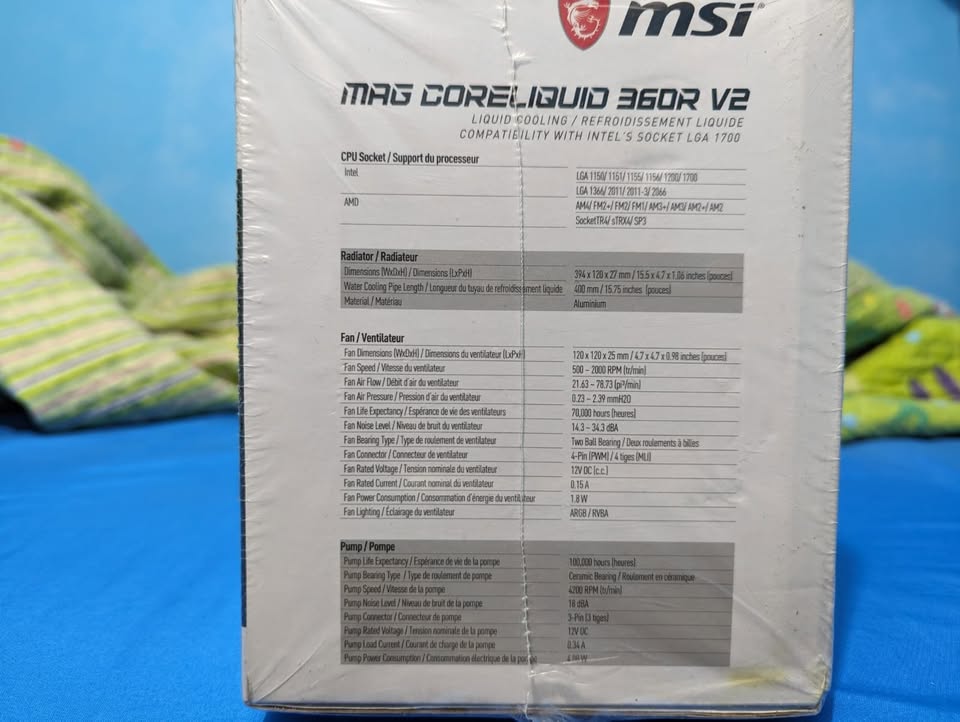 msi
MAG CORELIQUID 360R V2
LIQUID COOLING / REFROIDISSEMENT LIQUIDE
COMPATIBILITY WITH INTEL'S SOCKET LGA 1700
CPU Socket / Support du processeur
Intel LGA 1150/ 1151/ 1155/ 1156/ 1200/ 1700
LGA 1366/ 2011/ 2011-3/ 2066
AMD AM4/ FM2+/ FM2/ FM1/ AM3+/ AM3/ AM2+/ AM2
SocketTR4/ sTRX4/ SP3
Radiator / Radiateur
Dimensions (WxDxH) / Dimensions (LxPxH) 394 x 120 x 27 mm / 15.5 x 4.7 x 1.06 inches (pouces)
Water Cooling Pipe Length / Longueur du tuyau de refroidissement liquide 400 mm / 15.75 inches (pouces)
Material / Matériau Aluminium
Fan / Ventilateur
Fan Dimensions (WxDxH) / Dimensions du ventilateur (LxPxH) 120 x 120 x 25 mm / 4.7 x 4.7 x 0.98 inches (pouces)
Fan Speed / Vitesse du ventilateur 500 – 2000 RPM (tr/min)
Fan Air Flow / Débit d'air du ventilateur 21.63 – 78.73 (pi³/min)
Fan Air Pressure / Pression d'air du ventilateur 0.23 – 2.39 mmH2O
Fan Life Expectancy / Espérance de vie des ventilateurs 70,000 hours (heures)
Fan Noise Level / Niveau de bruit du ventilateur 14.3 – 34.3 dBA
Fan Bearing Type / Type de roulement de ventilateur Two Ball Bearing / Deux roulements à billes
Fan Connector / Connecteur de ventilateur 4-Pin (PWM) / 4 tiges (MLI)
Fan Rated Voltage / Tension nominale du ventilateur 12V DC (c.c.)
Fan Rated Current / Courant nominal du ventilateur 0.15 A
Fan Power Consumption / Consommation d'énergie du ventilateur 1.8 W
Fan Lighting / Éclairage du ventilateur ARGB / RVBA
Pump / Pompe
Pump Life Expectancy / Espérance de vie de la pompe 100,000 hours (heures)
Pump Bearing Type / Type de roulement de pompe Ceramic Bearing / Roulement en céramique
Pump Speed / Vitesse de la pompe 4200 RPM (tr/min)
Pump Noise Level / Niveau de bruit de la pompe 18 dBA
Pump Connector / Connecteur de pompe 3-Pin (3 tiges)
Pump Rated Voltage / Tension nominale de la pompe 12V DC
Pump Load Current / Courant de charge de la pompe 0.34 A
Pump Power Consumption / Consommation électrique de la pompe